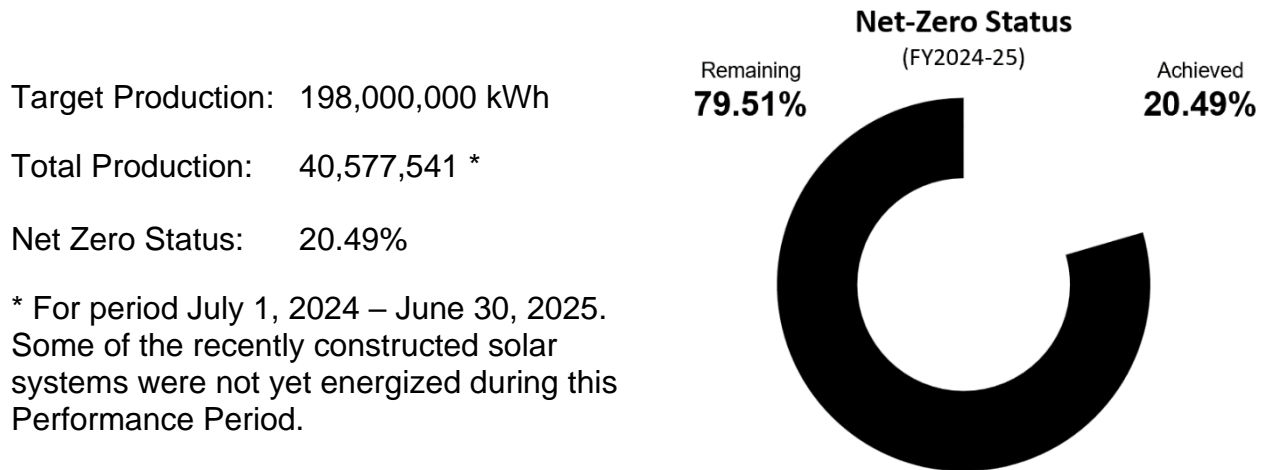 Net-Zero Status
(FY2024-25)
Remaining
79.51%
Achieved
20.49%
Target Production: 198,000,000 kWh
Total Production: 40,577,541 *
Net Zero Status: 20.49%
* For period July 1, 2024 – June 30, 2025.
Some of the recently constructed solar
systems were not yet energized during this
Performance Period.